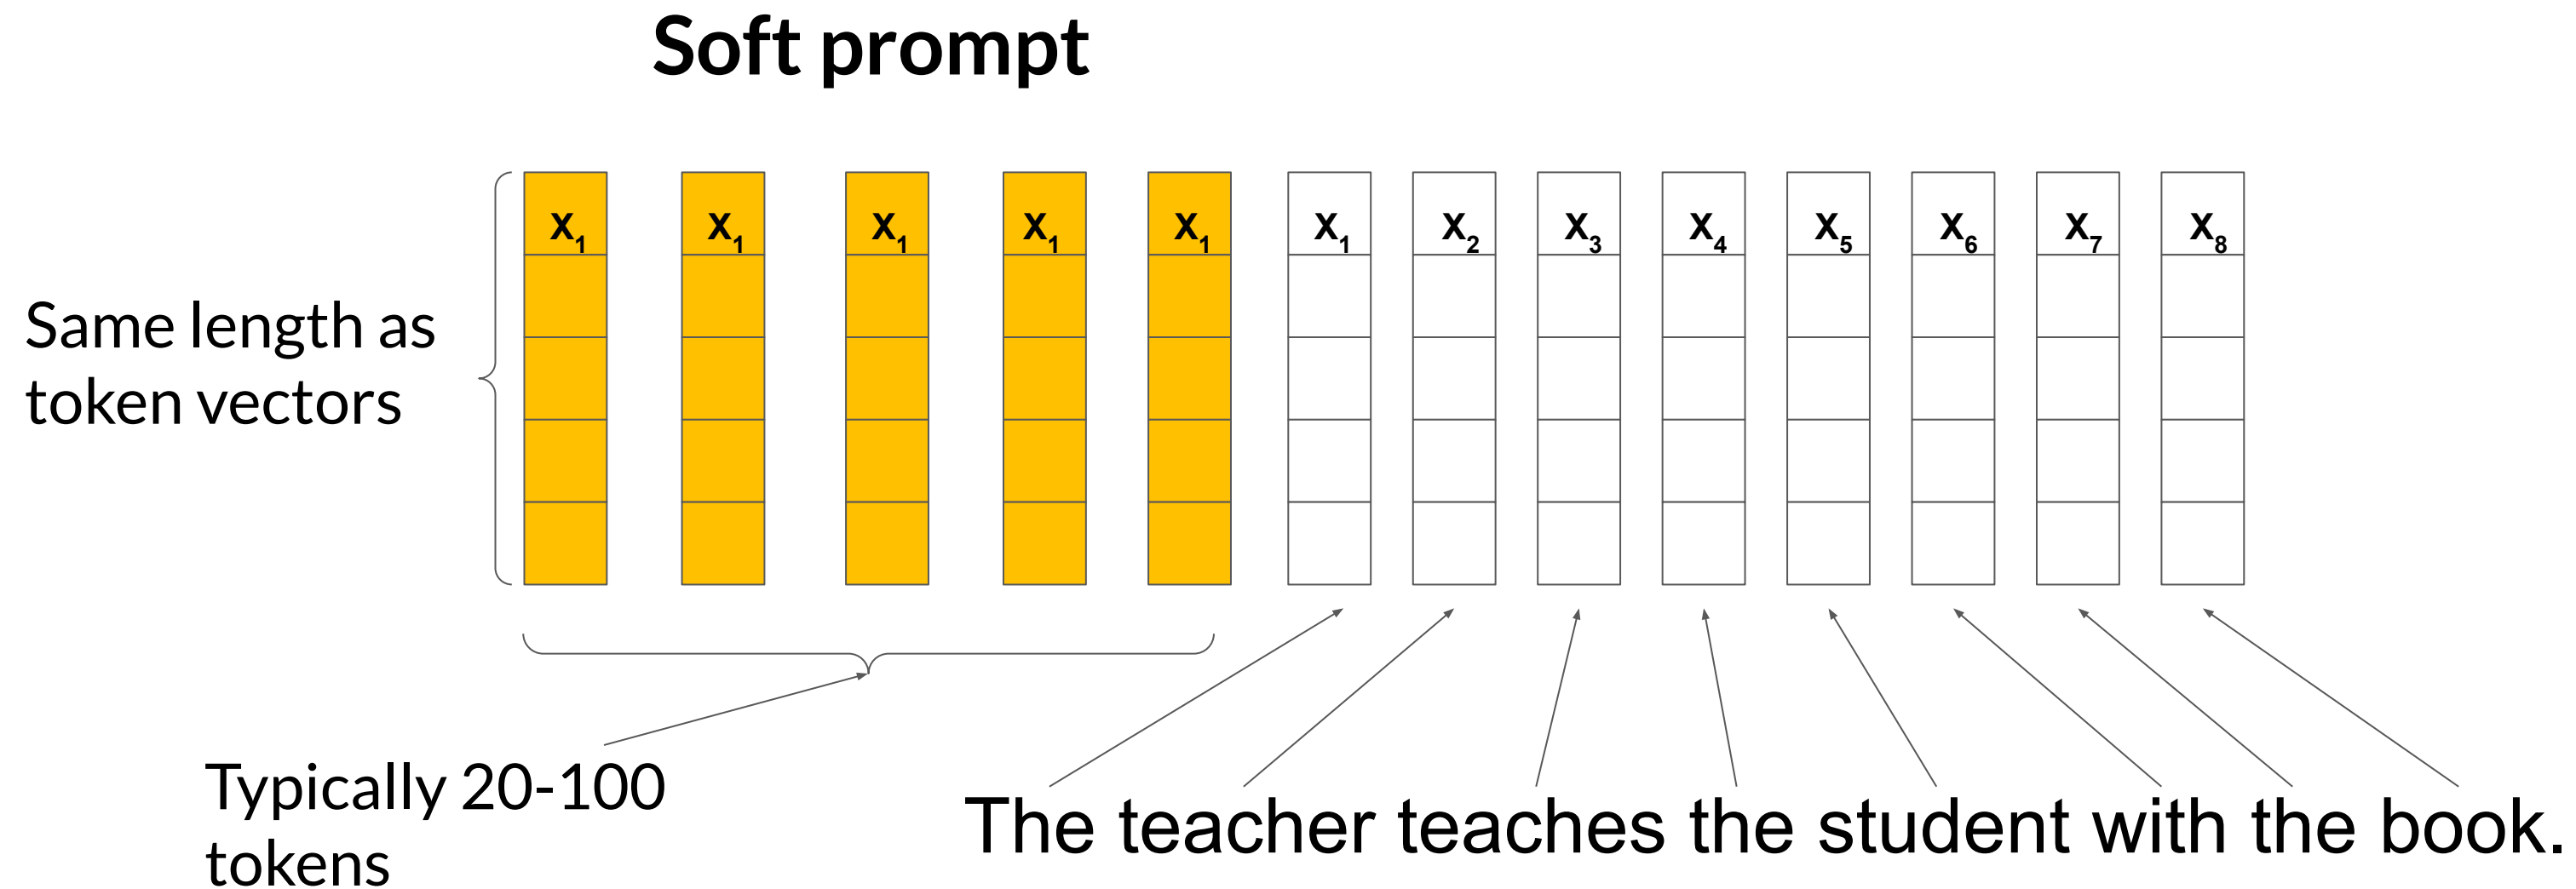 Soft prompt
X₁ X₁ X₁ X₁ X₁ X₁ X₂ X₃ X₄ X₅ X₆ X₇ X₈
Same length as
token vectors
Typically 20-100
tokens
The teacher teaches the student with the book.